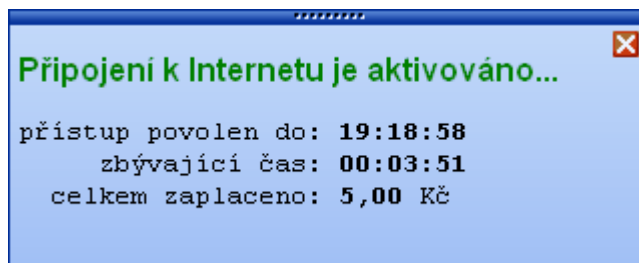 Připojení k Internetu je aktivováno...
přístup povolen do: 19:18:58
zbývající čas: 00:03:51
celkem zaplaceno: 5,00 Kč